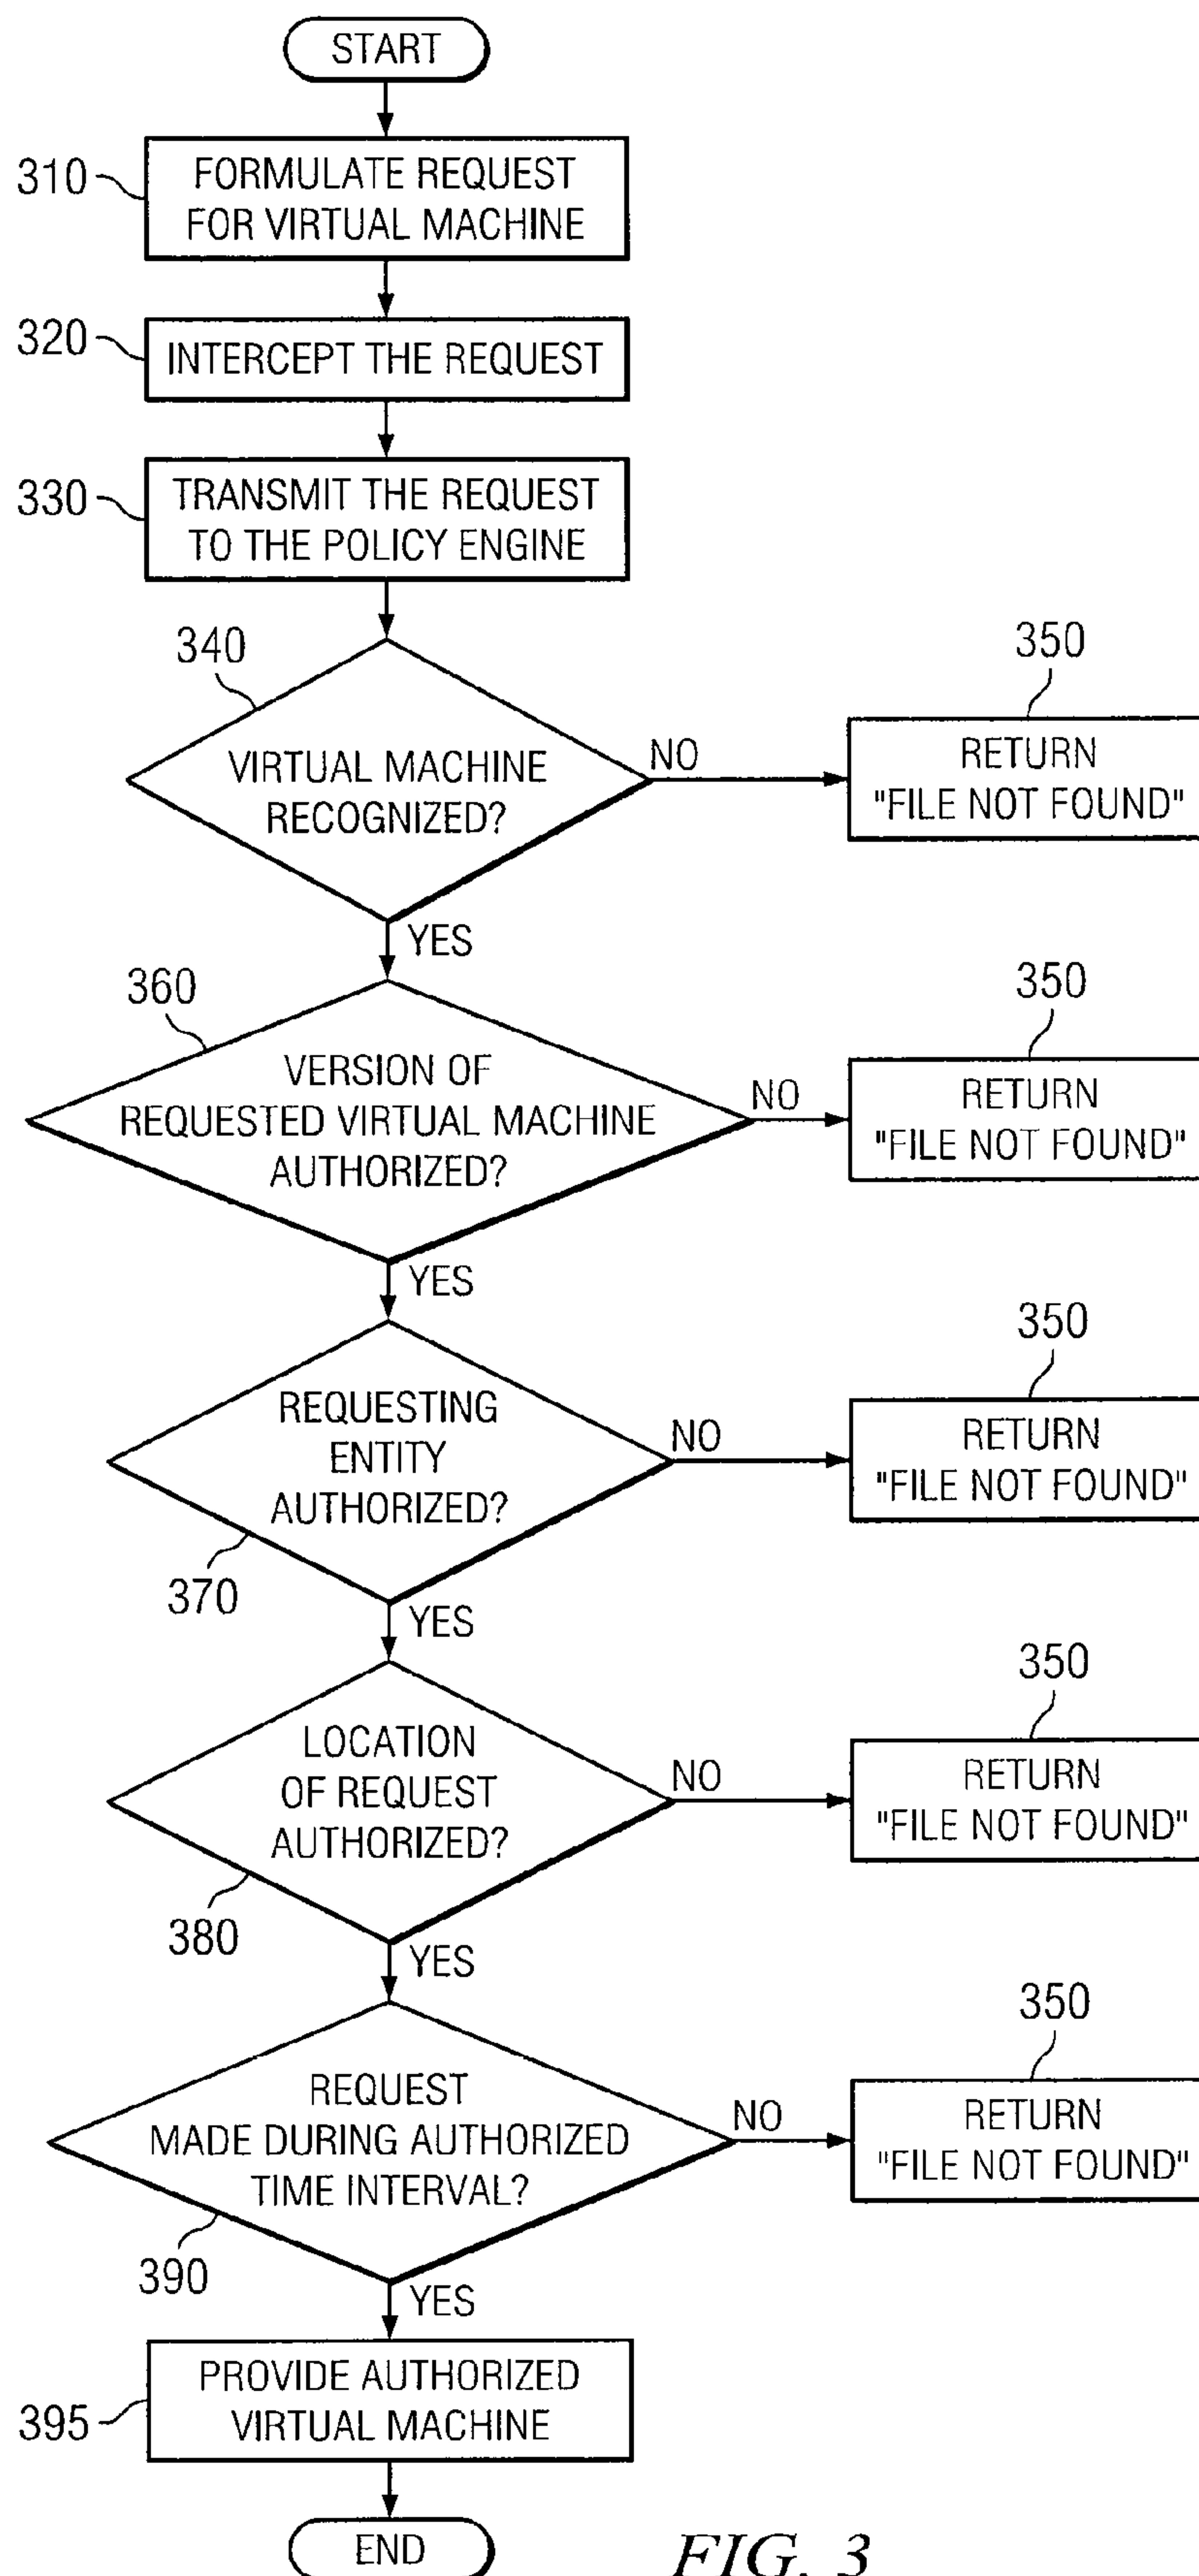 START
310
FORMULATE REQUEST
FOR VIRTUAL MACHINE
320
INTERCEPT THE REQUEST
330
TRANSMIT THE REQUEST
TO THE POLICY ENGINE
340
VIRTUAL MACHINE
RECOGNIZED?
NO
350
RETURN
"FILE NOT FOUND"
YES
360
VERSION OF
REQUESTED VIRTUAL MACHINE
AUTHORIZED?
NO
350
RETURN
"FILE NOT FOUND"
YES
REQUESTING
ENTITY
AUTHORIZED?
370
NO
350
RETURN
"FILE NOT FOUND"
YES
LOCATION
OF REQUEST
AUTHORIZED?
380
NO
350
RETURN
"FILE NOT FOUND"
YES
REQUEST
MADE DURING AUTHORIZED
TIME INTERVAL?
390
NO
350
RETURN
"FILE NOT FOUND"
YES
395
PROVIDE AUTHORIZED
VIRTUAL MACHINE
END
FIG. 3